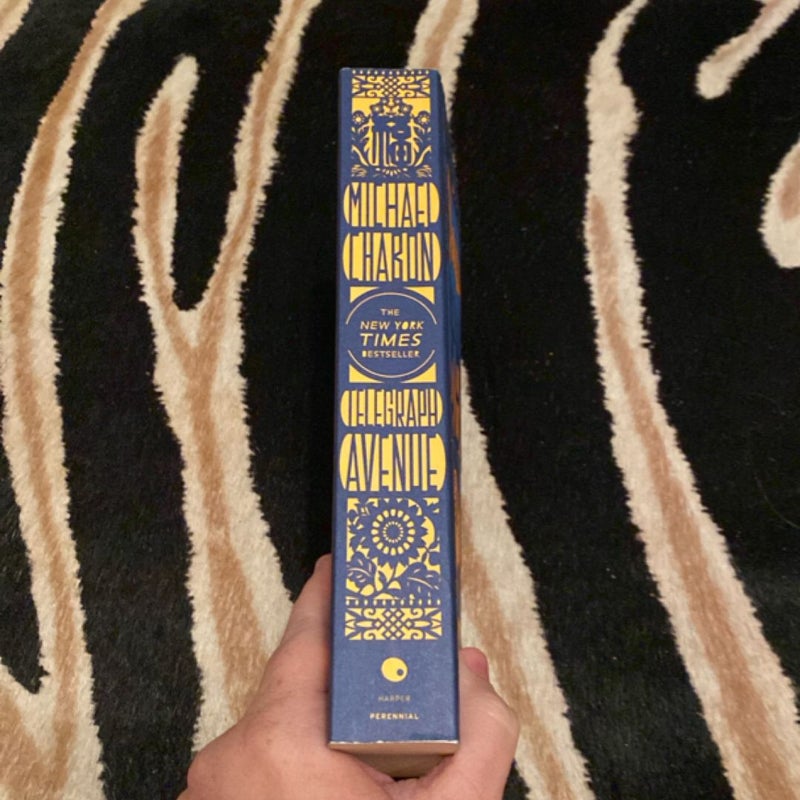 MICHAEL
CHABON
THE
NEW YORK
TIMES
BESTSELLER
TELEGRAPH
AVENUE
HARPER
PERENNIAL